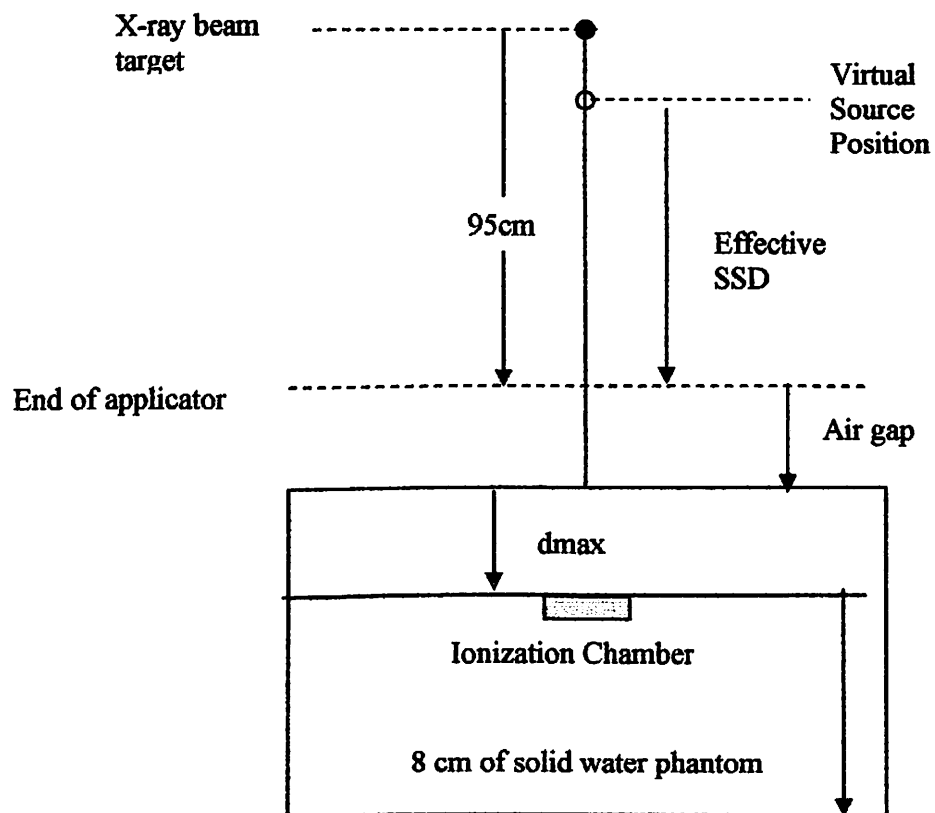 X-ray beam
target
Virtual
Source
Position
95cm
Effective
SSD
End of applicator
Air gap
dmax
Ionization Chamber
8 cm of solid water phantom